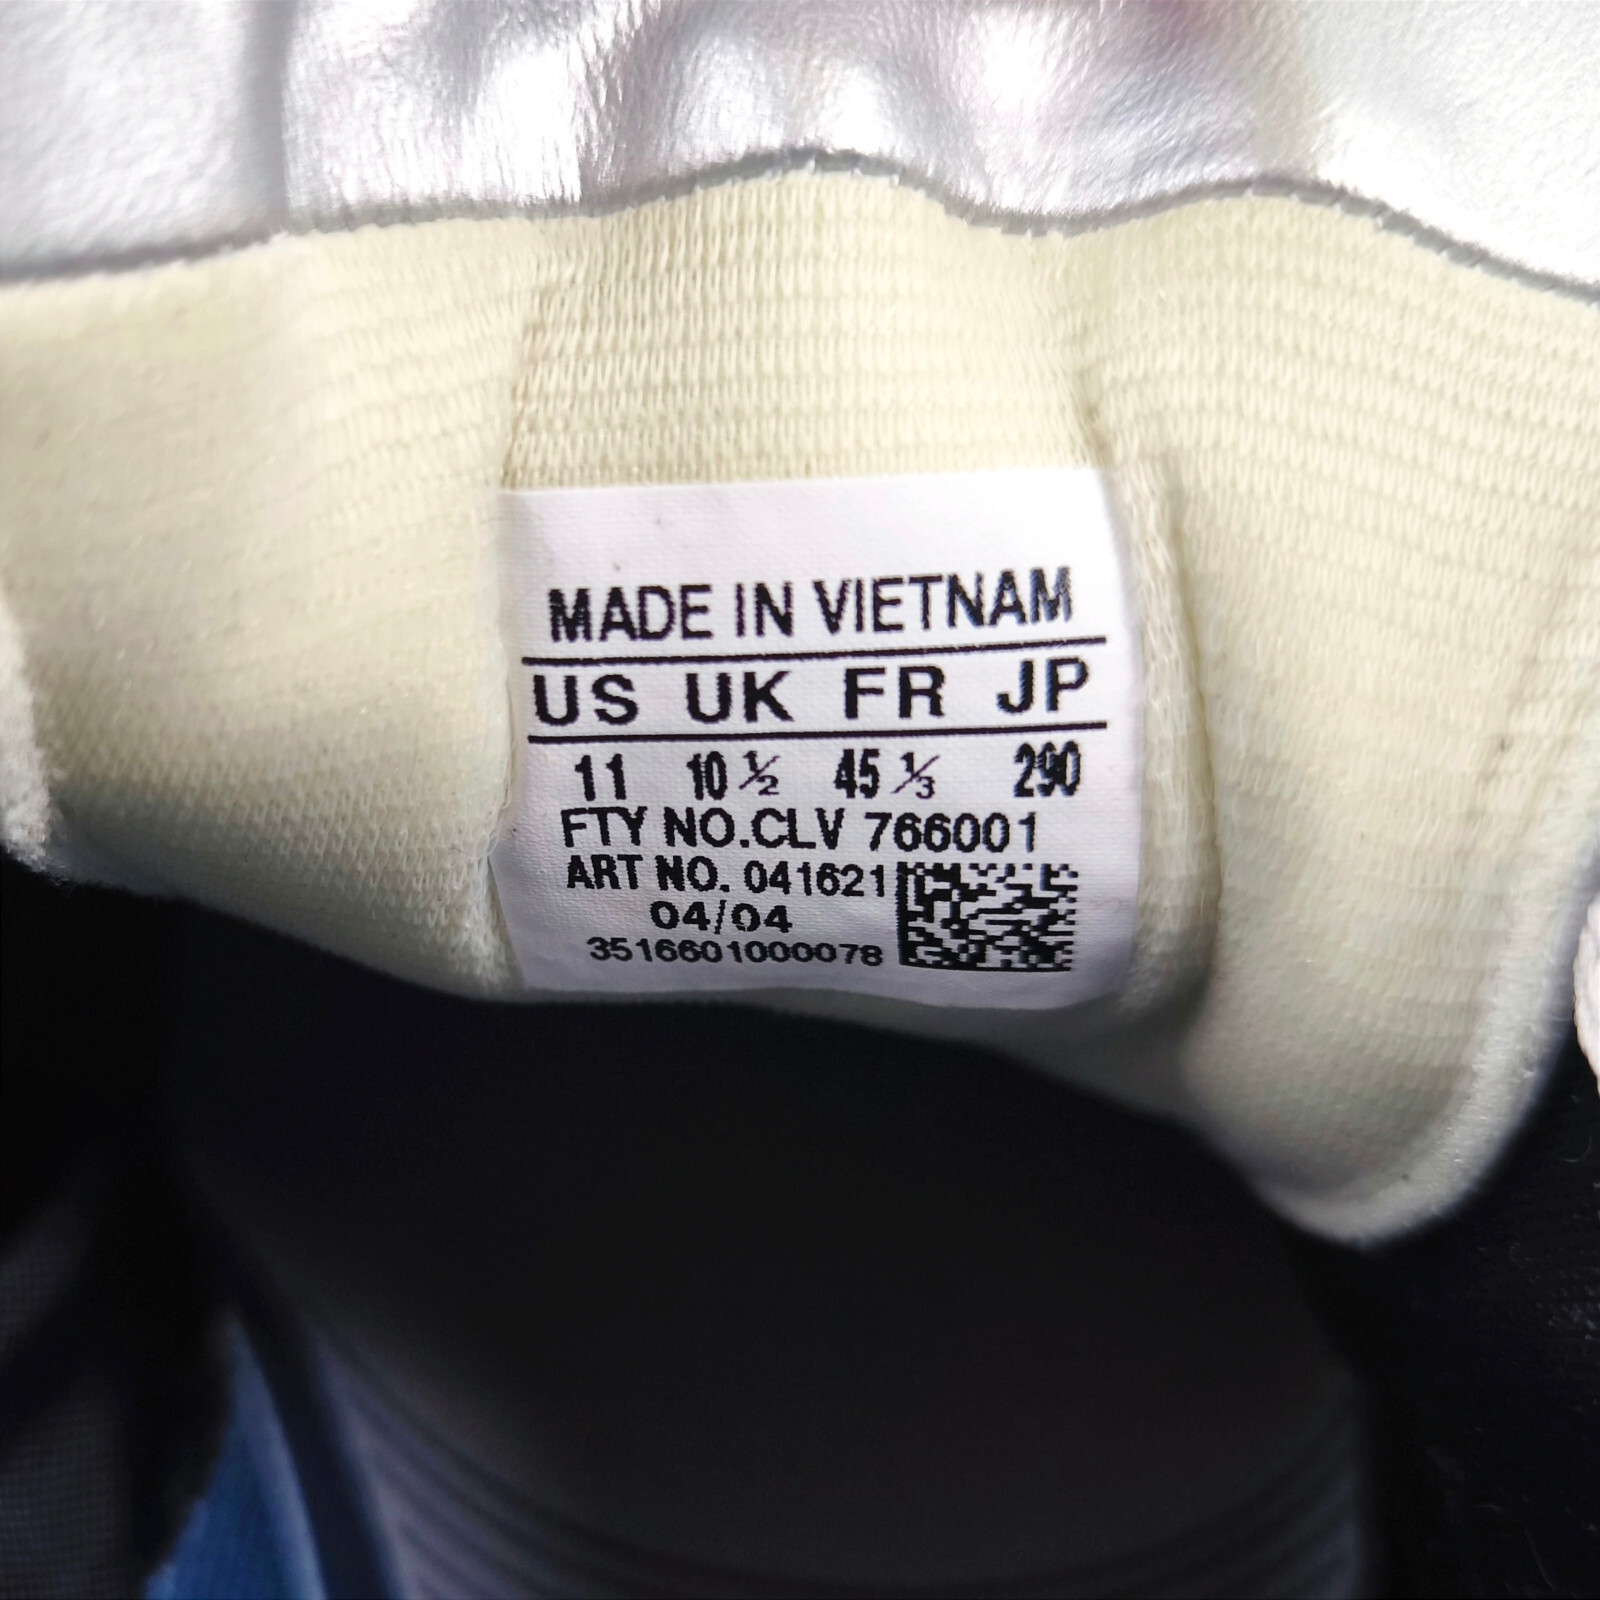 MADE IN VIETNAM
US UK FR JP
11 10 ½ 45 ⅓ 290
FTY NO.CLV 766001
ART NO. 041621
04/04
3516601000078